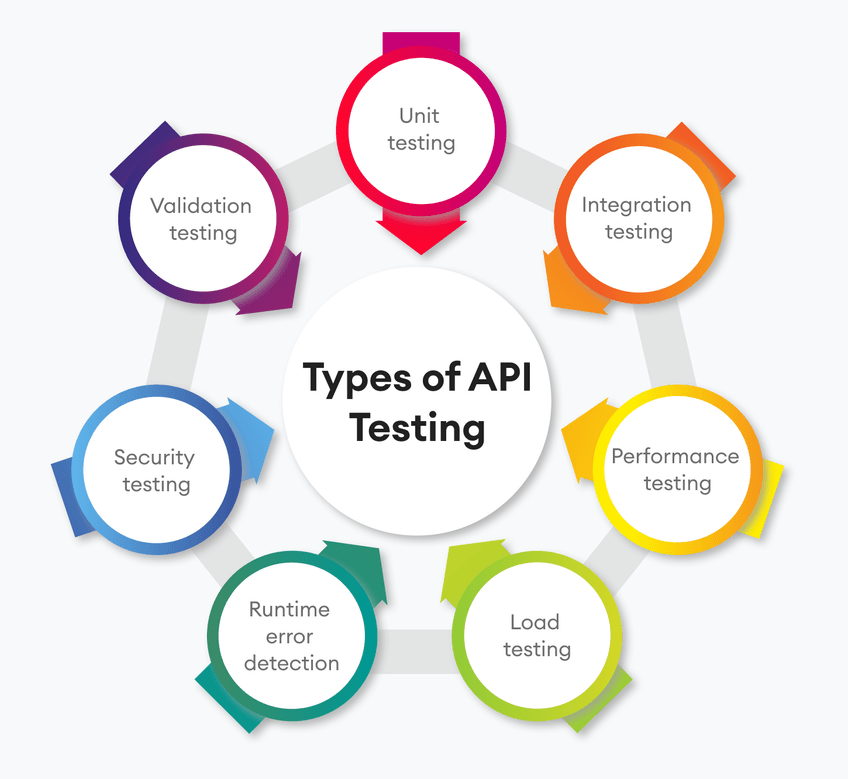 Unit
testing
Integration
testing
Performance
testing
Load
testing
Runtime
error
detection
Security
testing
Validation
testing
Types of API
Testing